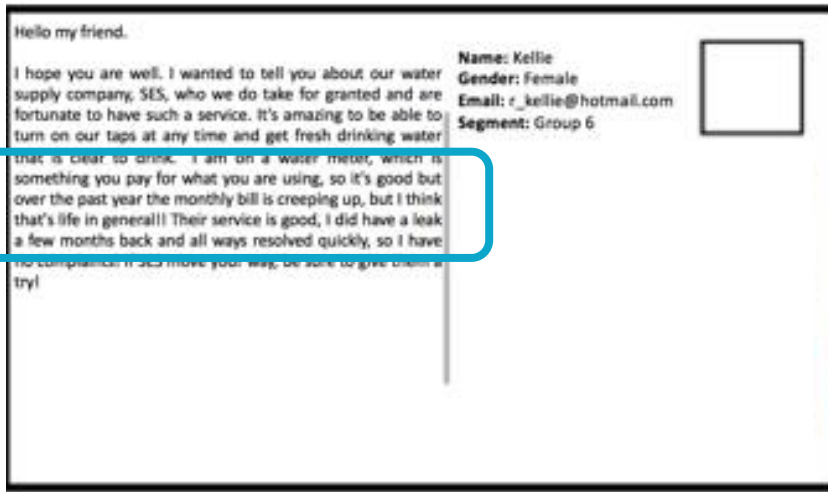 Hello my friend.
I hope you are well. I wanted to tell you about our water
supply company, SES, who we do take for granted and are
fortunate to have such a service. It's amazing to be able to
turn on our taps at any time and get fresh drinking water
that is clear to drink. I am on a water meter, which is
something you pay for what you are using, so it's good but
over the past year the monthly bill is creeping up, but I think
that's life in general!! Their service is good, I did have a leak
a few months back and all ways resolved quickly, so I have
no complaints. If SES move your way, be sure to give them a
try!
Name: Kellie
Gender: Female
Email: r_kellie@hotmail.com
Segment: Group 6